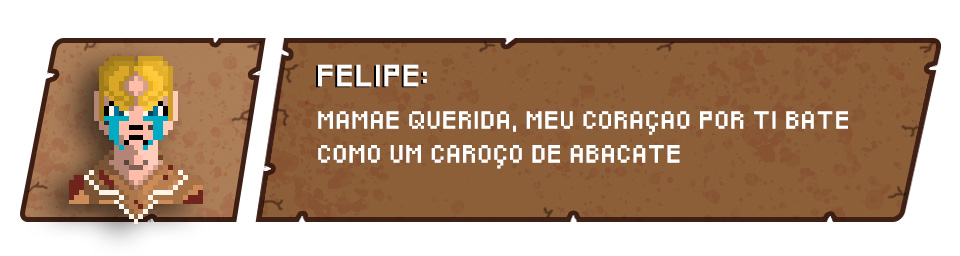 FELIPE:
MAMAE QUERIDA, MEU CORAÇAO POR TI BATE
COMO UM CAROÇO DE ABACATE